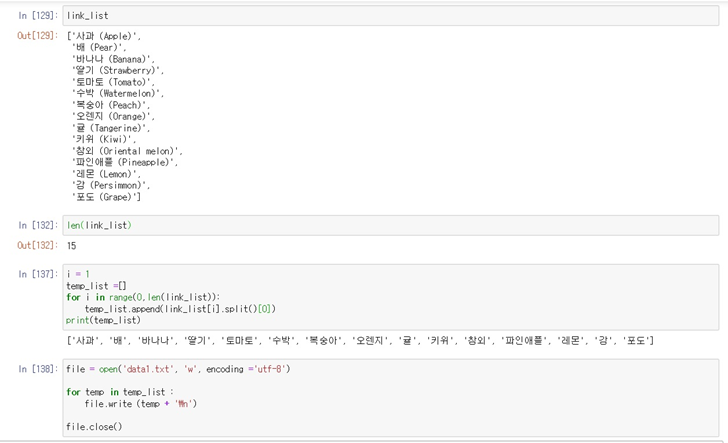 In [129]: link_list
Out[129]: ['사과 (Apple)',
'배 (Pear)',
'바나나 (Banana)',
'딸기 (Strawberry)',
'토마토 (Tomato)',
'수박 (Watermelon)',
'복숭아 (Peach)',
'오렌지 (Orange)',
'귤 (Tangerine)',
'키위 (Kiwi)',
'참외 (Oriental melon)',
'파인애플 (Pineapple)',
'레몬 (Lemon)',
'감 (Persimmon)',
'포도 (Grape)']
In [132]: len(link_list)
Out[132]: 15
In [137]: i = 1
temp_list =[]
for i in range(0,len(link_list)):
temp_list.append(link_list[i].split()[0])
print(temp_list)
['사과', '배', '바나나', '딸기', '토마토', '수박', '복숭아', '오렌지', '귤', '키위', '참외', '파인애플', '레몬', '감', '포도']
In [138]: file = open('data1.txt', 'w', encoding ='utf-8')
for temp in temp_list :
file.write (temp + '₩n')
file.close()